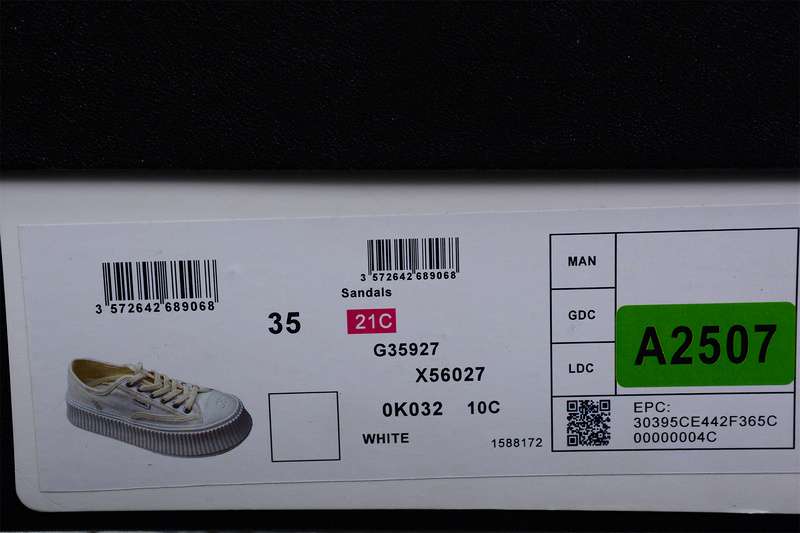 3 572642 689068
3 572642 689068
Sandals
35
21C
G35927
X56027
0K032 10C
WHITE
1588172
MAN
GDC
LDC
A2507
EPC:
30395CE442F365C
00000004C